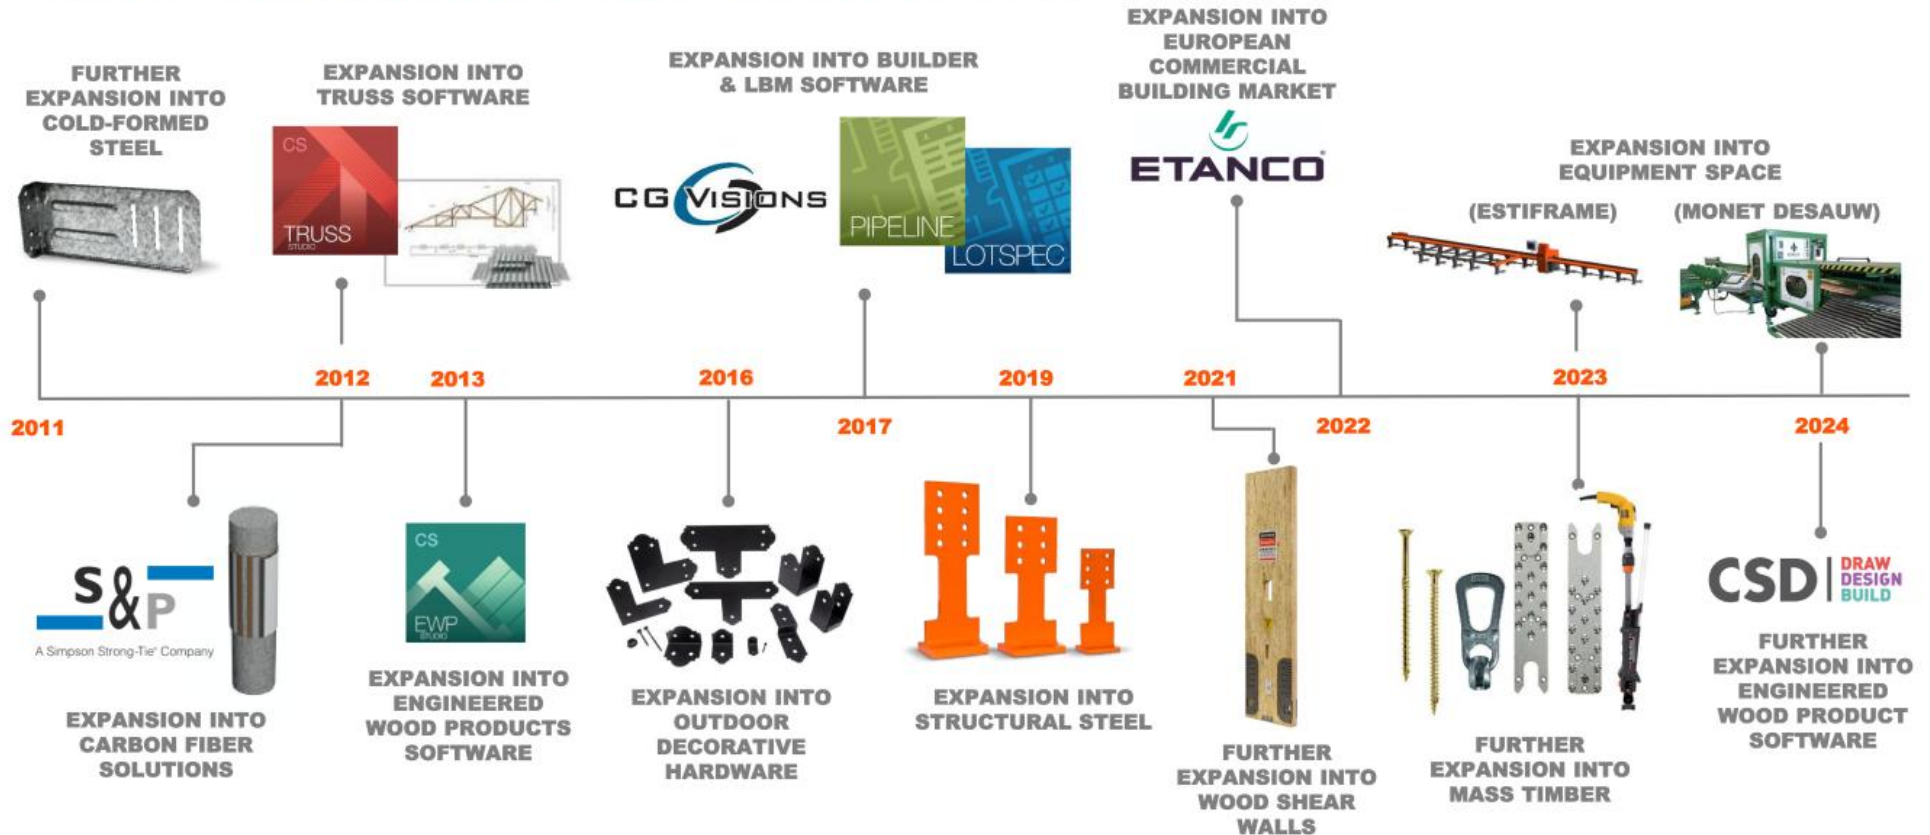 FURTHER
EXPANSION INTO
COLD-FORMED
STEEL
EXPANSION INTO
TRUSS SOFTWARE
CS
TRUSS
STUDIO
EXPANSION INTO BUILDER
& LBM SOFTWARE
CG VISIONS
PIPELINE
LOTSPEC
EXPANSION INTO
EUROPEAN
COMMERCIAL
BUILDING MARKET
ETANCO
EXPANSION INTO
EQUIPMENT SPACE
(ESTIFRAME)
(MONET DESAUW)
2012
2013
2016
2019
2021
2023
2011
2017
2022
2024
S&P
A Simpson Strong-Tie® Company
EXPANSION INTO
CARBON FIBER
SOLUTIONS
CS
EWP
STUDIO
EXPANSION INTO
ENGINEERED
WOOD PRODUCTS
SOFTWARE
EXPANSION INTO
OUTDOOR
DECORATIVE
HARDWARE
EXPANSION INTO
STRUCTURAL STEEL
FURTHER
EXPANSION INTO
WOOD SHEAR
WALLS
FURTHER
EXPANSION INTO
MASS TIMBER
CSD
DRAW
DESIGN
BUILD
FURTHER
EXPANSION INTO
ENGINEERED
WOOD PRODUCT
SOFTWARE